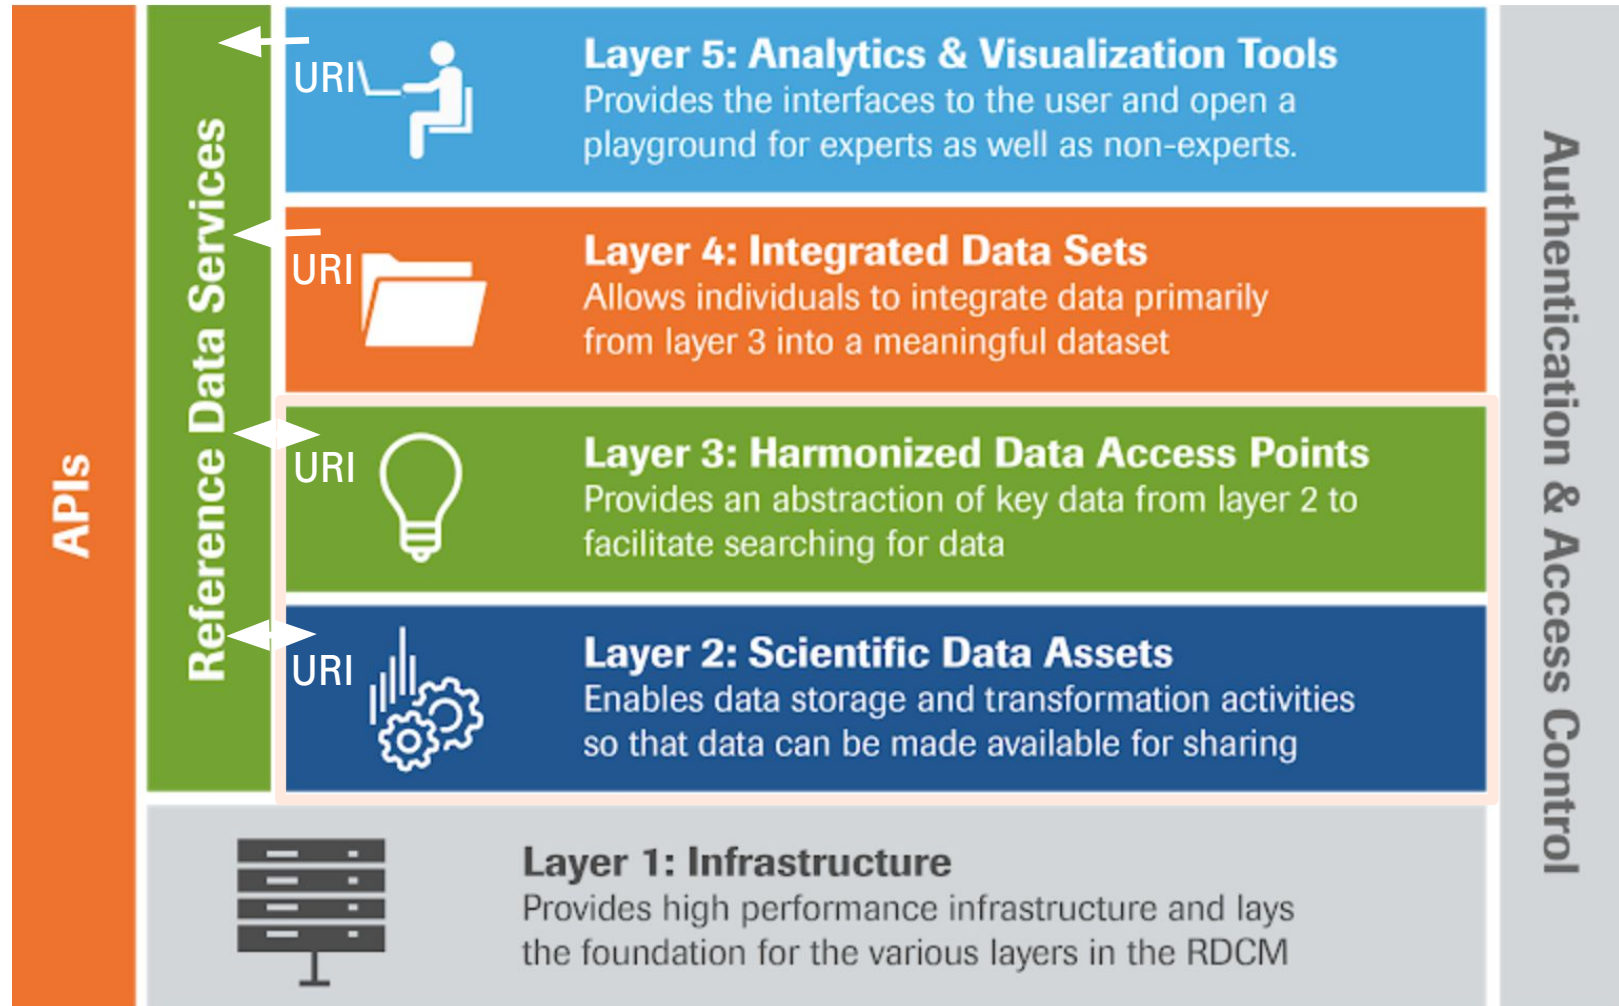 APIs
Reference Data Services
URI
Layer 5: Analytics & Visualization Tools
Provides the interfaces to the user and open a
playground for experts as well as non-experts.
URI
Layer 4: Integrated Data Sets
Allows individuals to integrate data primarily
from layer 3 into a meaningful dataset
URI
Layer 3: Harmonized Data Access Points
Provides an abstraction of key data from layer 2 to
facilitate searching for data
URI
Layer 2: Scientific Data Assets
Enables data storage and transformation activities
so that data can be made available for sharing
Layer 1: Infrastructure
Provides high performance infrastructure and lays
the foundation for the various layers in the RDCM
Authentication & Access Control